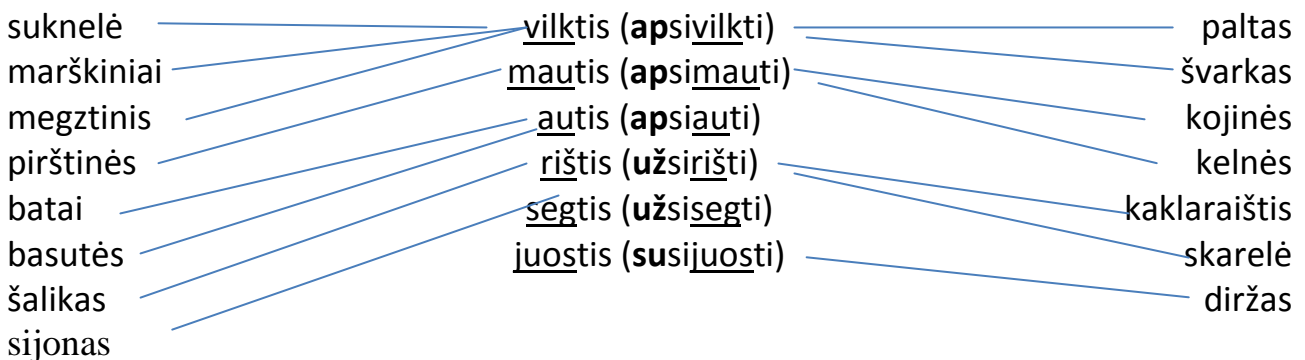 suknelė vilktis (apsivilkti) paltas
marškiniai mautis (apsimauti) švarkas
megztinis autis (apsiauti) kojinės
pirštinės rištis (užsirišti) kelnės
batai segtis (užsisegti) kaklaraištis
basutės juostis (susijuosti) skarelė
šalikas diržas
sijonas